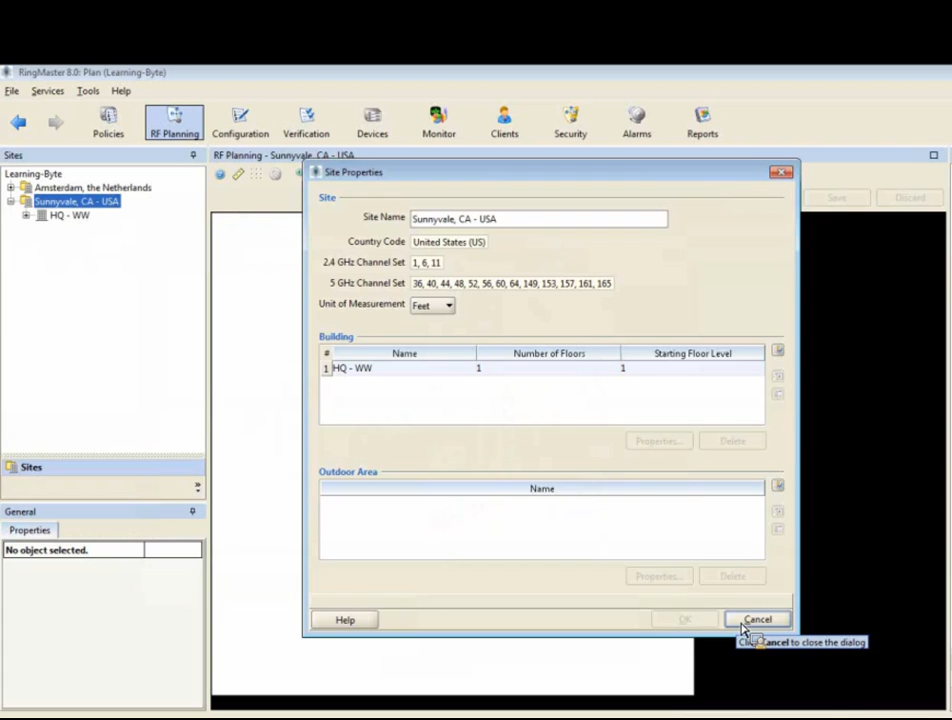 RingMaster 8.0: Plan (Learning-Byte)
File Services Tools Help
Policies RF Planning Configuration Verification Devices Monitor Clients Security Alarms Reports
Sites
RF Planning - Sunnyvale, CA - USA
Learning-Byte
Amsterdam, the Netherlands
Sunnyvale, CA - USA
HQ - WW
Save Discard
Site Properties
Site
Site Name Sunnyvale, CA - USA
Country Code United States (US)
2.4 GHz Channel Set 1, 6, 11
5 GHz Channel Set 36, 40, 44, 48, 52, 56, 60, 64, 149, 153, 157, 161, 165
Unit of Measurement Feet
Building
# Name Number of Floors Starting Floor Level
1 HQ - WW 1 1
Properties... Delete
Outdoor Area
Name
Properties... Delete
Help OK Cancel
Cancel to close the dialog
Sites
General
Properties
No object selected.